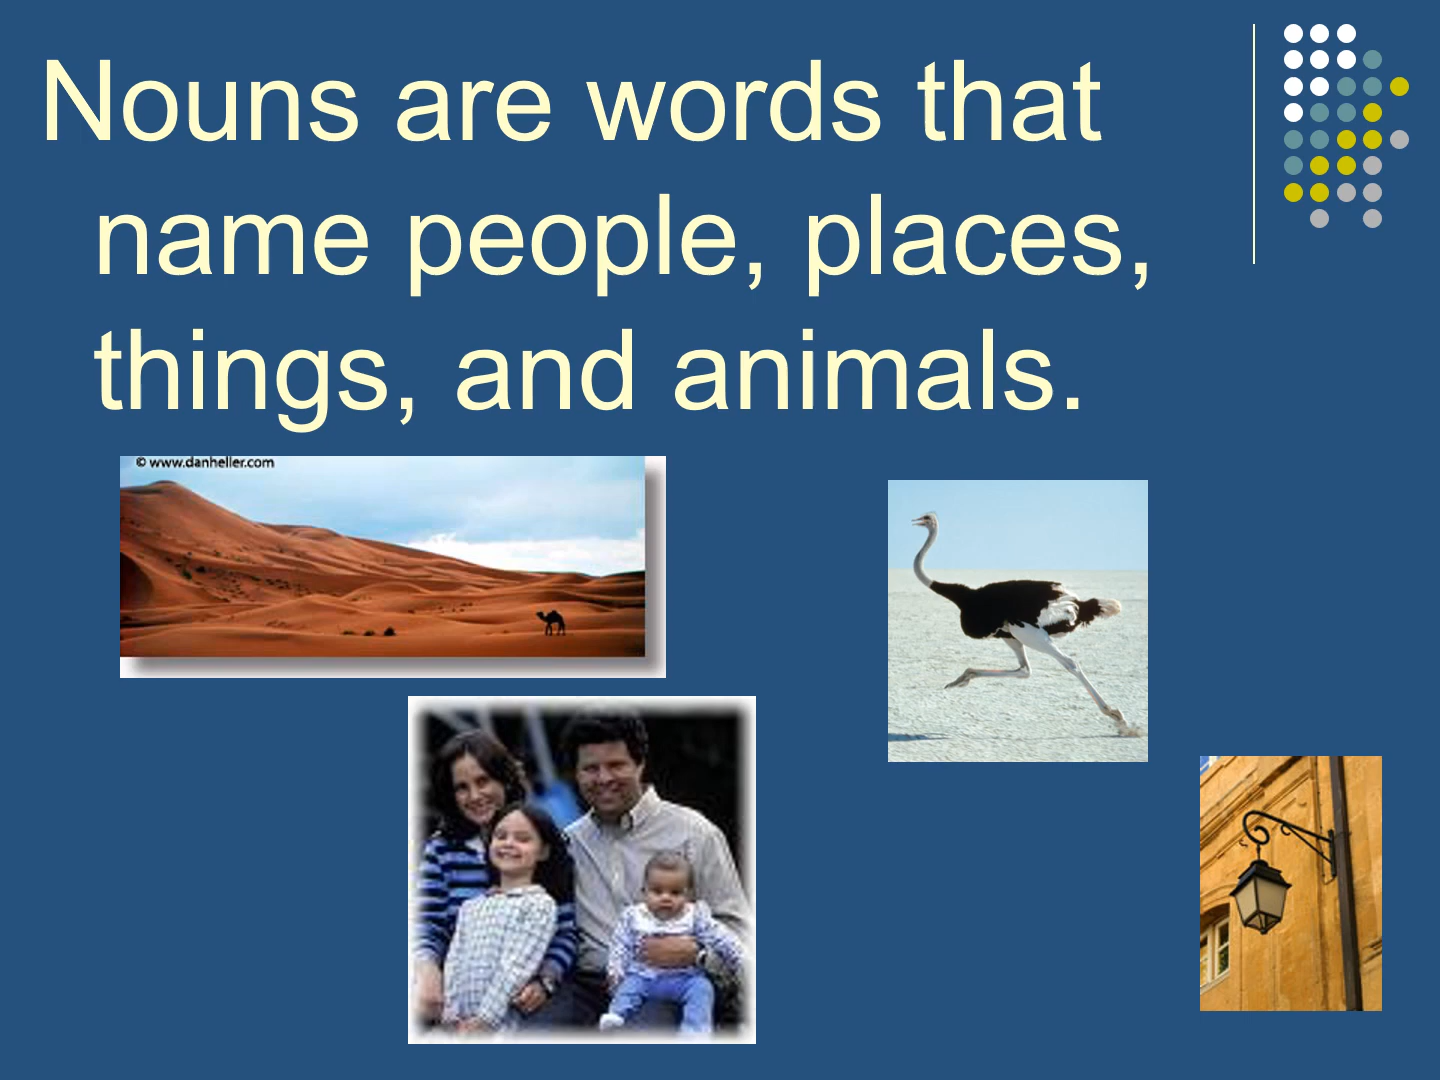 Nouns are words that
name people, places,
things, and animals.
© www.danheller.com